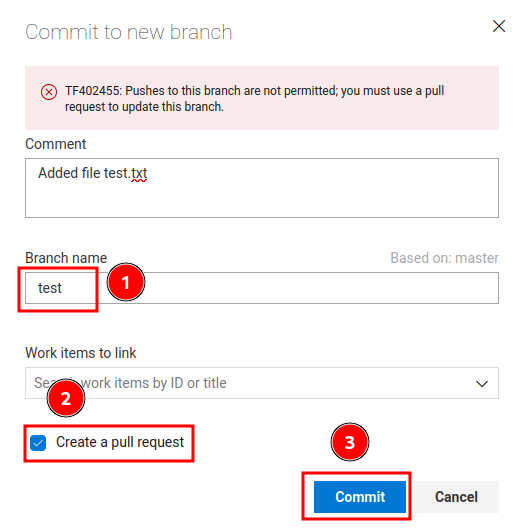 Commit to new branch
TF402455: Pushes to this branch are not permitted; you must use a pull
request to update this branch.
Comment
Added file test.txt
Branch name Based on: master
1
test
Work items to link
Search work items by ID or title
2
Create a pull request
3
Commit Cancel